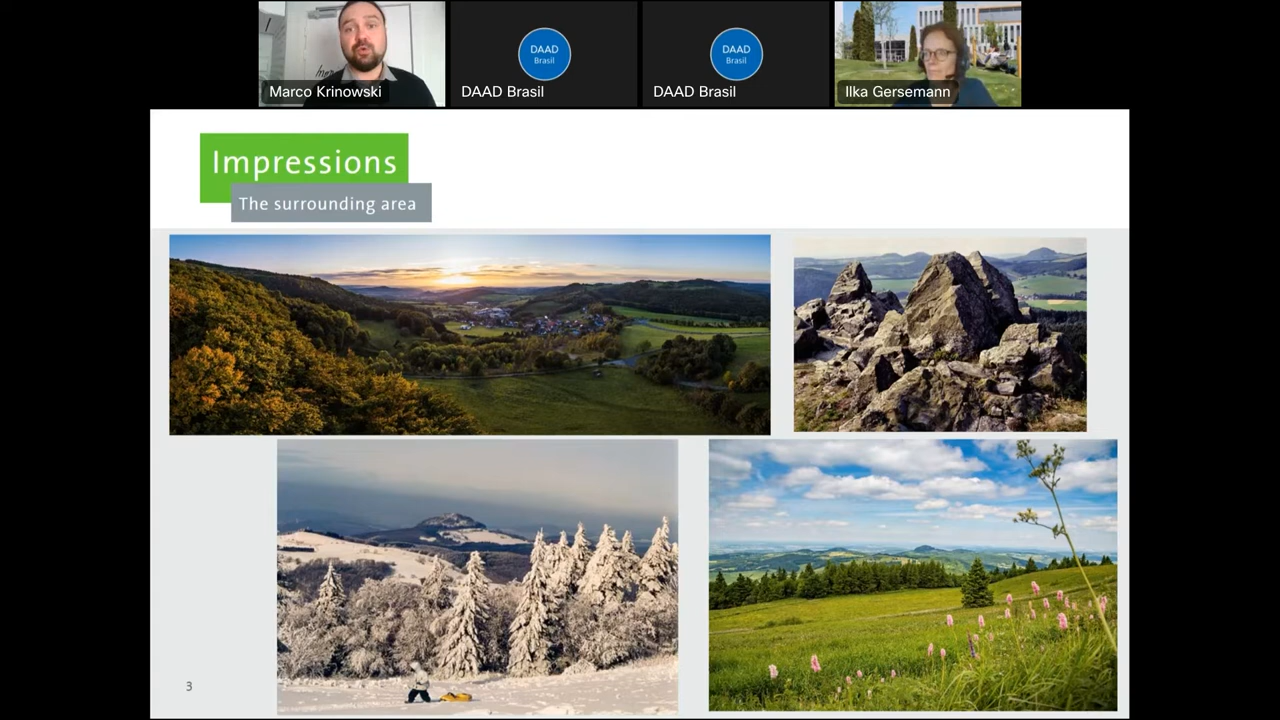 DAAD
Brasil
DAAD
Brasil
Marco Krinowski
DAAD Brasil
DAAD Brasil
Ilka Gersemann
Impressions
The surrounding area
3